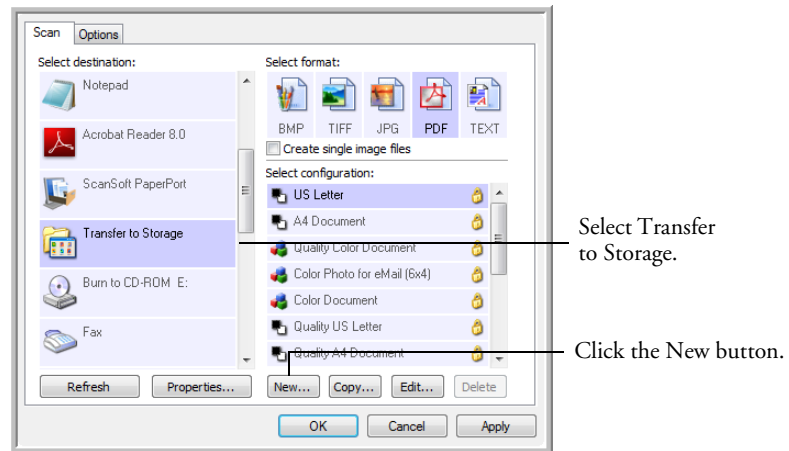 Scan
Options
Select destination:
Notepad
Acrobat Reader 8.0
ScanSoft PaperPort
Transfer to Storage
Burn to CD-ROM E:
Fax
Refresh
Properties...
Select format:
BMP
TIFF
JPG
PDF
TEXT
Create single image files
Select configuration:
US Letter
A4 Document
Quality Color Document
Color Photo for eMail (6x4)
Color Document
Quality US Letter
Quality A4 Document
New...
Copy...
Edit...
Delete
OK
Cancel
Apply
Select Transfer
to Storage.
Click the New button.